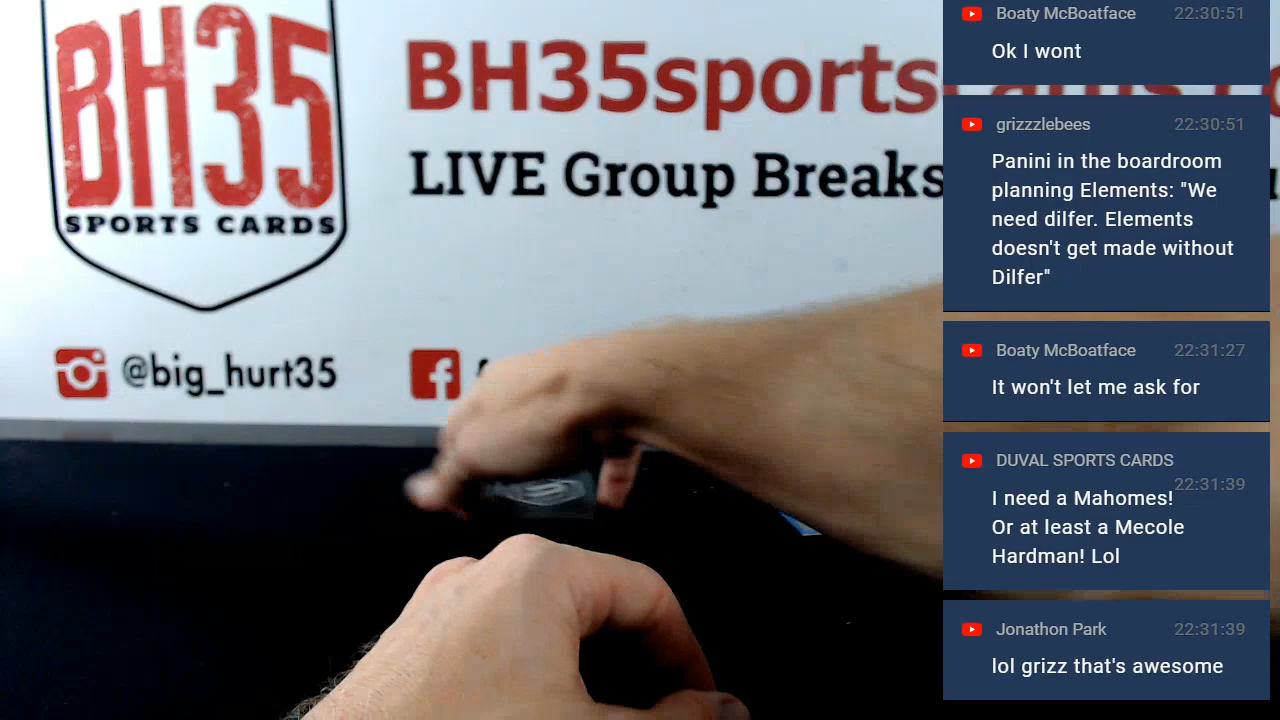 BH35
SPORTS CARDS
BH35sports
LIVE Group Breaks
@big_hurt35
Boaty McBoatface 22:30:51
Ok I wont
grizzzlebees 22:30:51
Panini in the boardroom
planning Elements: "We
need dilfer. Elements
doesn't get made without
Dilfer"
Boaty McBoatface 22:31:27
It won't let me ask for
DUVAL SPORTS CARDS
22:31:39
I need a Mahomes!
Or at least a Mecole
Hardman! Lol
Jonathon Park 22:31:39
lol grizz that's awesome